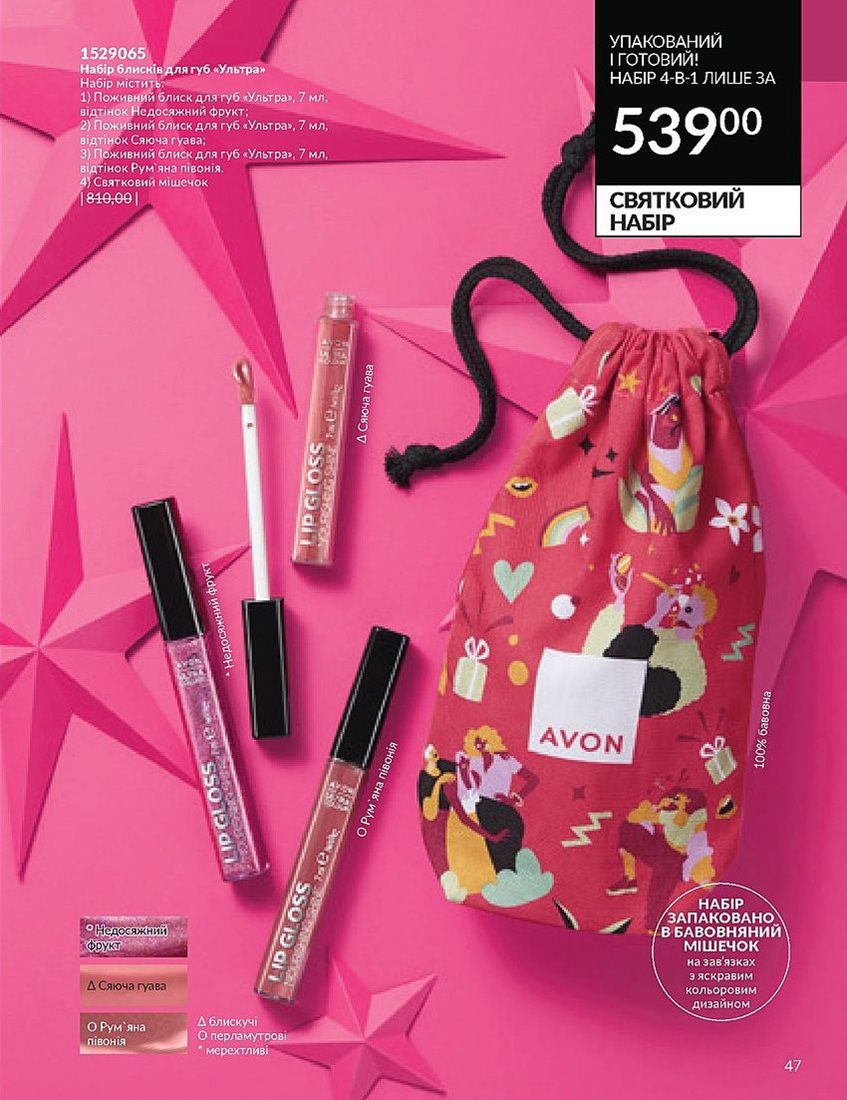 1529065
Набір блисків для губ «Ультра»
Набір містить:
1) Поживний блиск для губ «Ультра», 7 мл,
відтінок Недосяжний фрукт;
2) Поживний блиск для губ «Ультра», 7 мл,
відтінок Сяюча гуава;
3) Поживний блиск для губ «Ультра», 7 мл,
відтінок Рум`яна півонія.
4) Святковий мішечок
| 810,00 |
УПАКОВАНИЙ
І ГОТОВИЙ!
НАБІР 4-В-1 ЛИШЕ ЗА
539⁰⁰
СВЯТКОВИЙ
НАБІР
Δ Сяюча гуава
LIP GLOSS
* Недосяжний фрукт
AVON
LIP GLOSS
О Рум`яна півонія
AVON
LIP GLOSS
AVON
100% бавовна
НАБІР
ЗАПАКОВАНО
В БАВОВНЯНИЙ
МІШЕЧОК
на зав'язках
з яскравим
кольоровим
дизайном
* Недосяжний
фрукт
Δ Сяюча гуава
О Рум`яна
півонія
Δ блискучі
О перламутрові
* мерехтливі
47